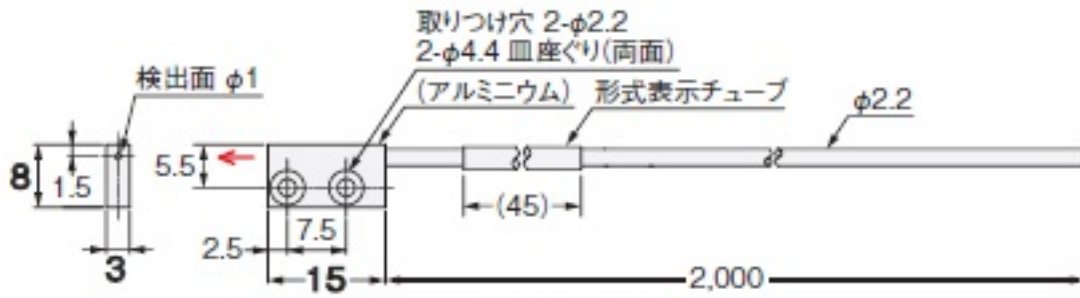 取りつけ穴 2-φ2.2
2-φ4.4 皿座ぐり(両面)
検出面 φ1
(アルミニウム)
形式表示チューブ
φ2.2
8
1.5
5.5
(45)
2.5
7.5
3
15
2,000